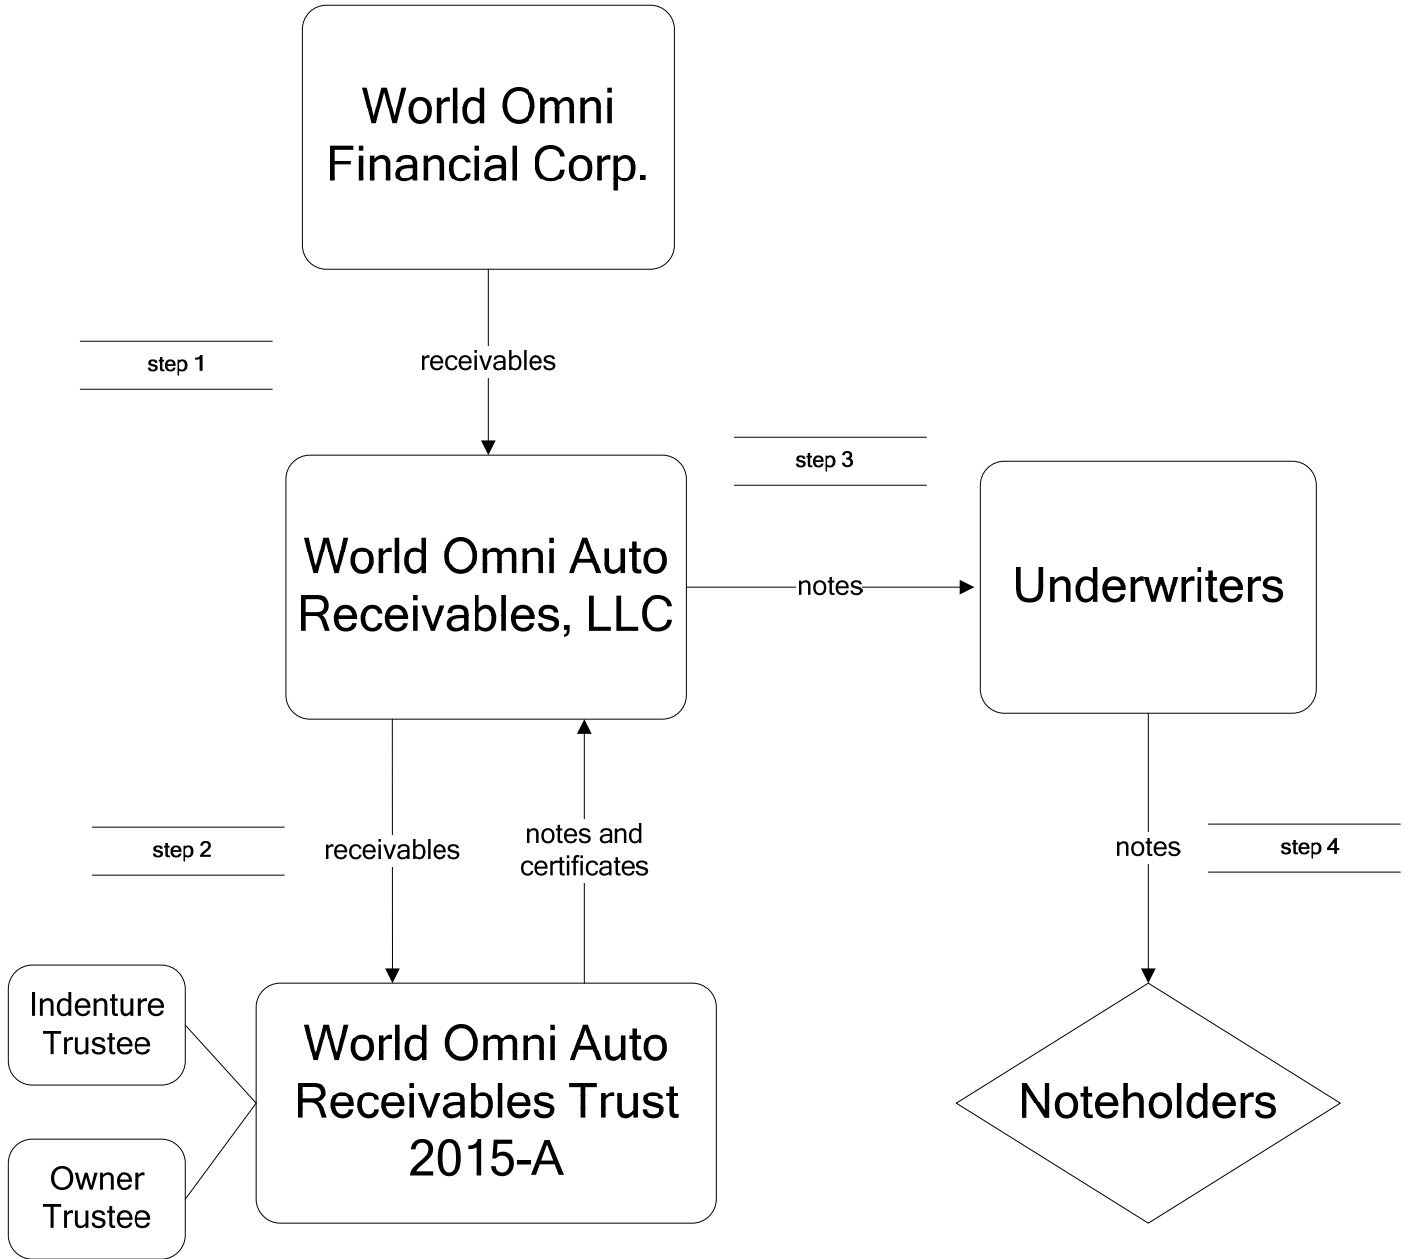 World Omni
Financial Corp.
step 1
receivables
step 3
World Omni Auto
Receivables, LLC
notes
Underwriters
step 2
receivables
notes and
certificates
notes
step 4
Indenture
Trustee
Owner
Trustee
World Omni Auto
Receivables Trust
2015-A
Noteholders